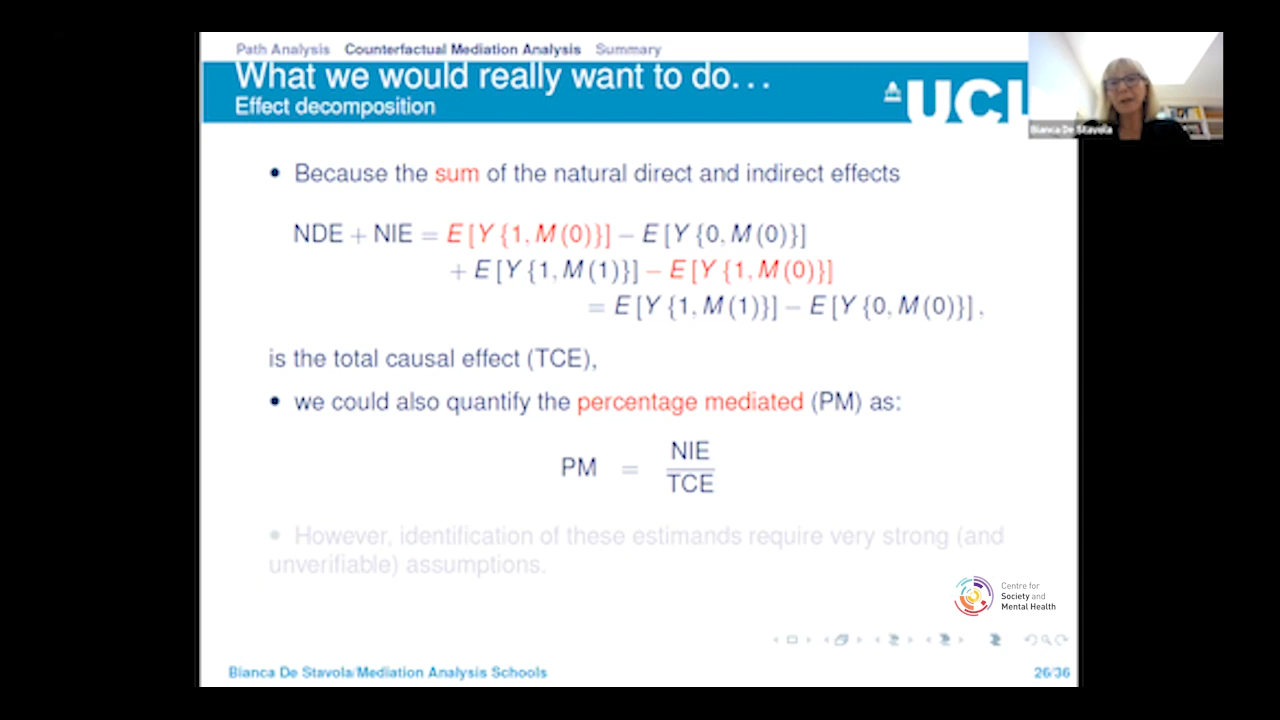 Path Analysis Counterfactual Mediation Analysis Summary
What we would really want to do...
Effect decomposition
UCL
Bianca De Stavola
• Because the sum of the natural direct and indirect effects
NDE + NIE = E [Y {1, M (0)}] − E [Y {0, M (0)}]
+ E [Y {1, M (1)}] − E [Y {1, M (0)}]
= E [Y {1, M (1)}] − E [Y {0, M (0)}] ,
is the total causal effect (TCE),
• we could also quantify the percentage mediated (PM) as:
PM = NIE
TCE
• However, identification of these estimands require very strong (and
unverifiable) assumptions.
Centre for
Society and
Mental Health
Bianca De Stavola/Mediation Analysis Schools
26/36